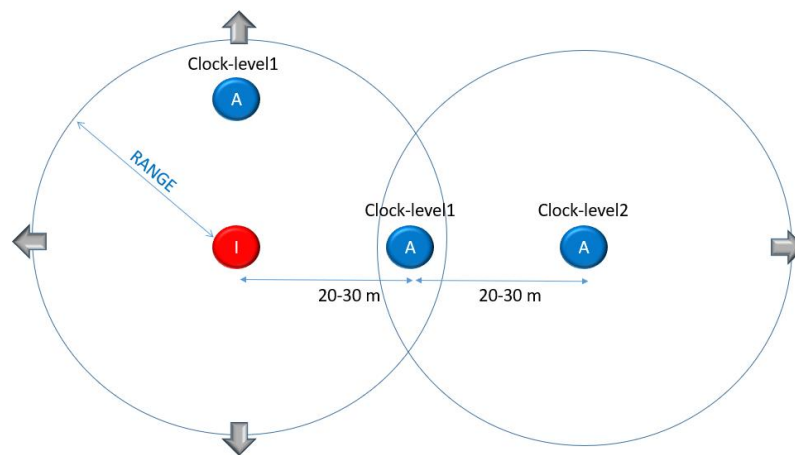 Clock-level1
A
RANGE
Clock-level1
Clock-level2
I
A
A
20-30 m
20-30 m